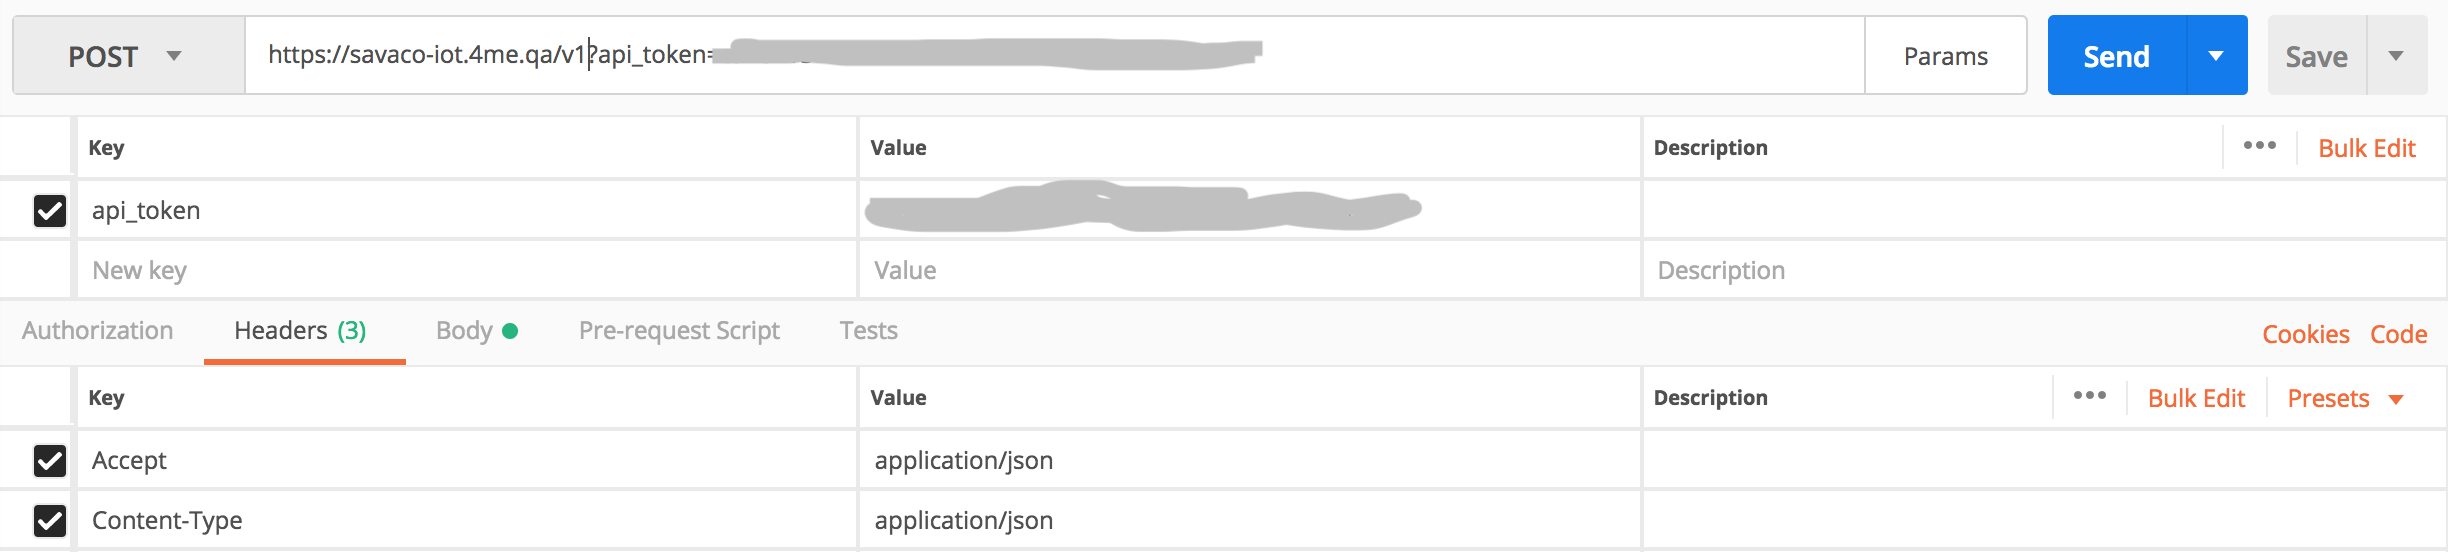 POST https://savaco-iot.4me.qa/v1?api_token= Params Send Save
Key Value Description ••• Bulk Edit
api_token
New key Value Description
Authorization Headers (3) Body Pre-request Script Tests Cookies Code
Key Value Description ••• Bulk Edit Presets
Accept application/json
Content-Type application/json